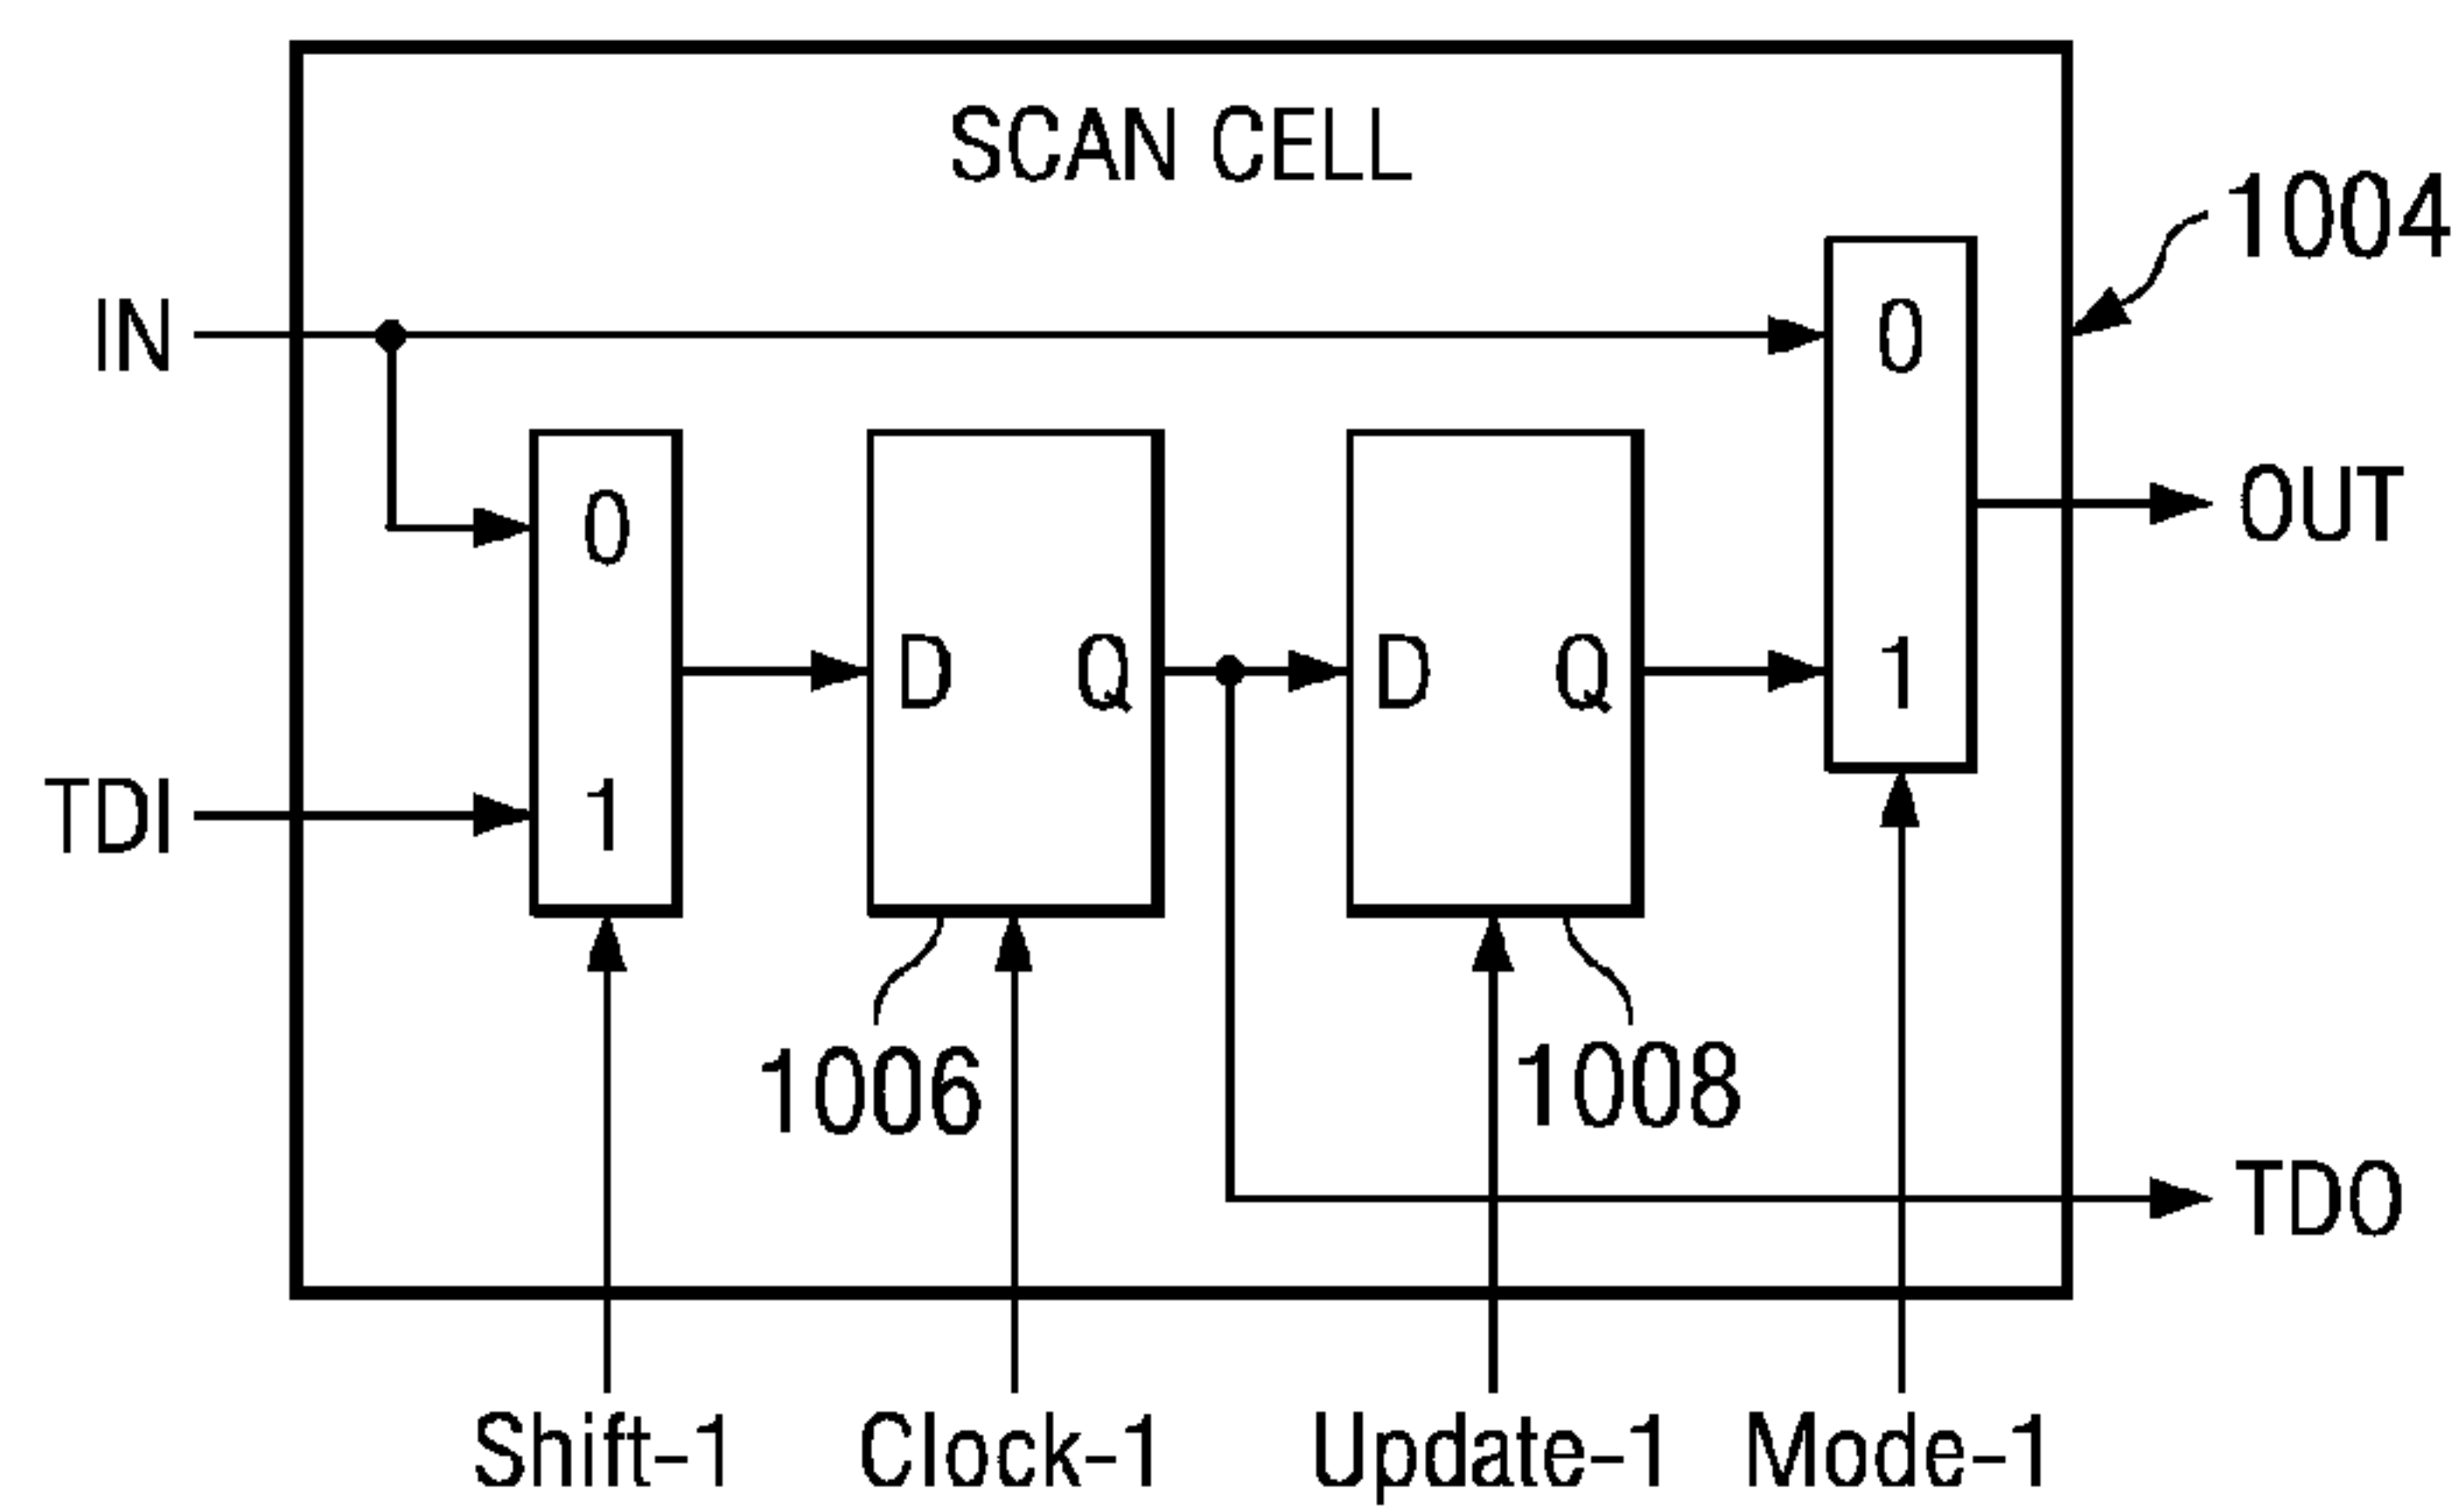 SCAN CELL
1004
IN
0
0
OUT
D Q D Q 1
TDI
1
1006
1008
TDO
Shift-1 Clock-1 Update-1 Mode-1